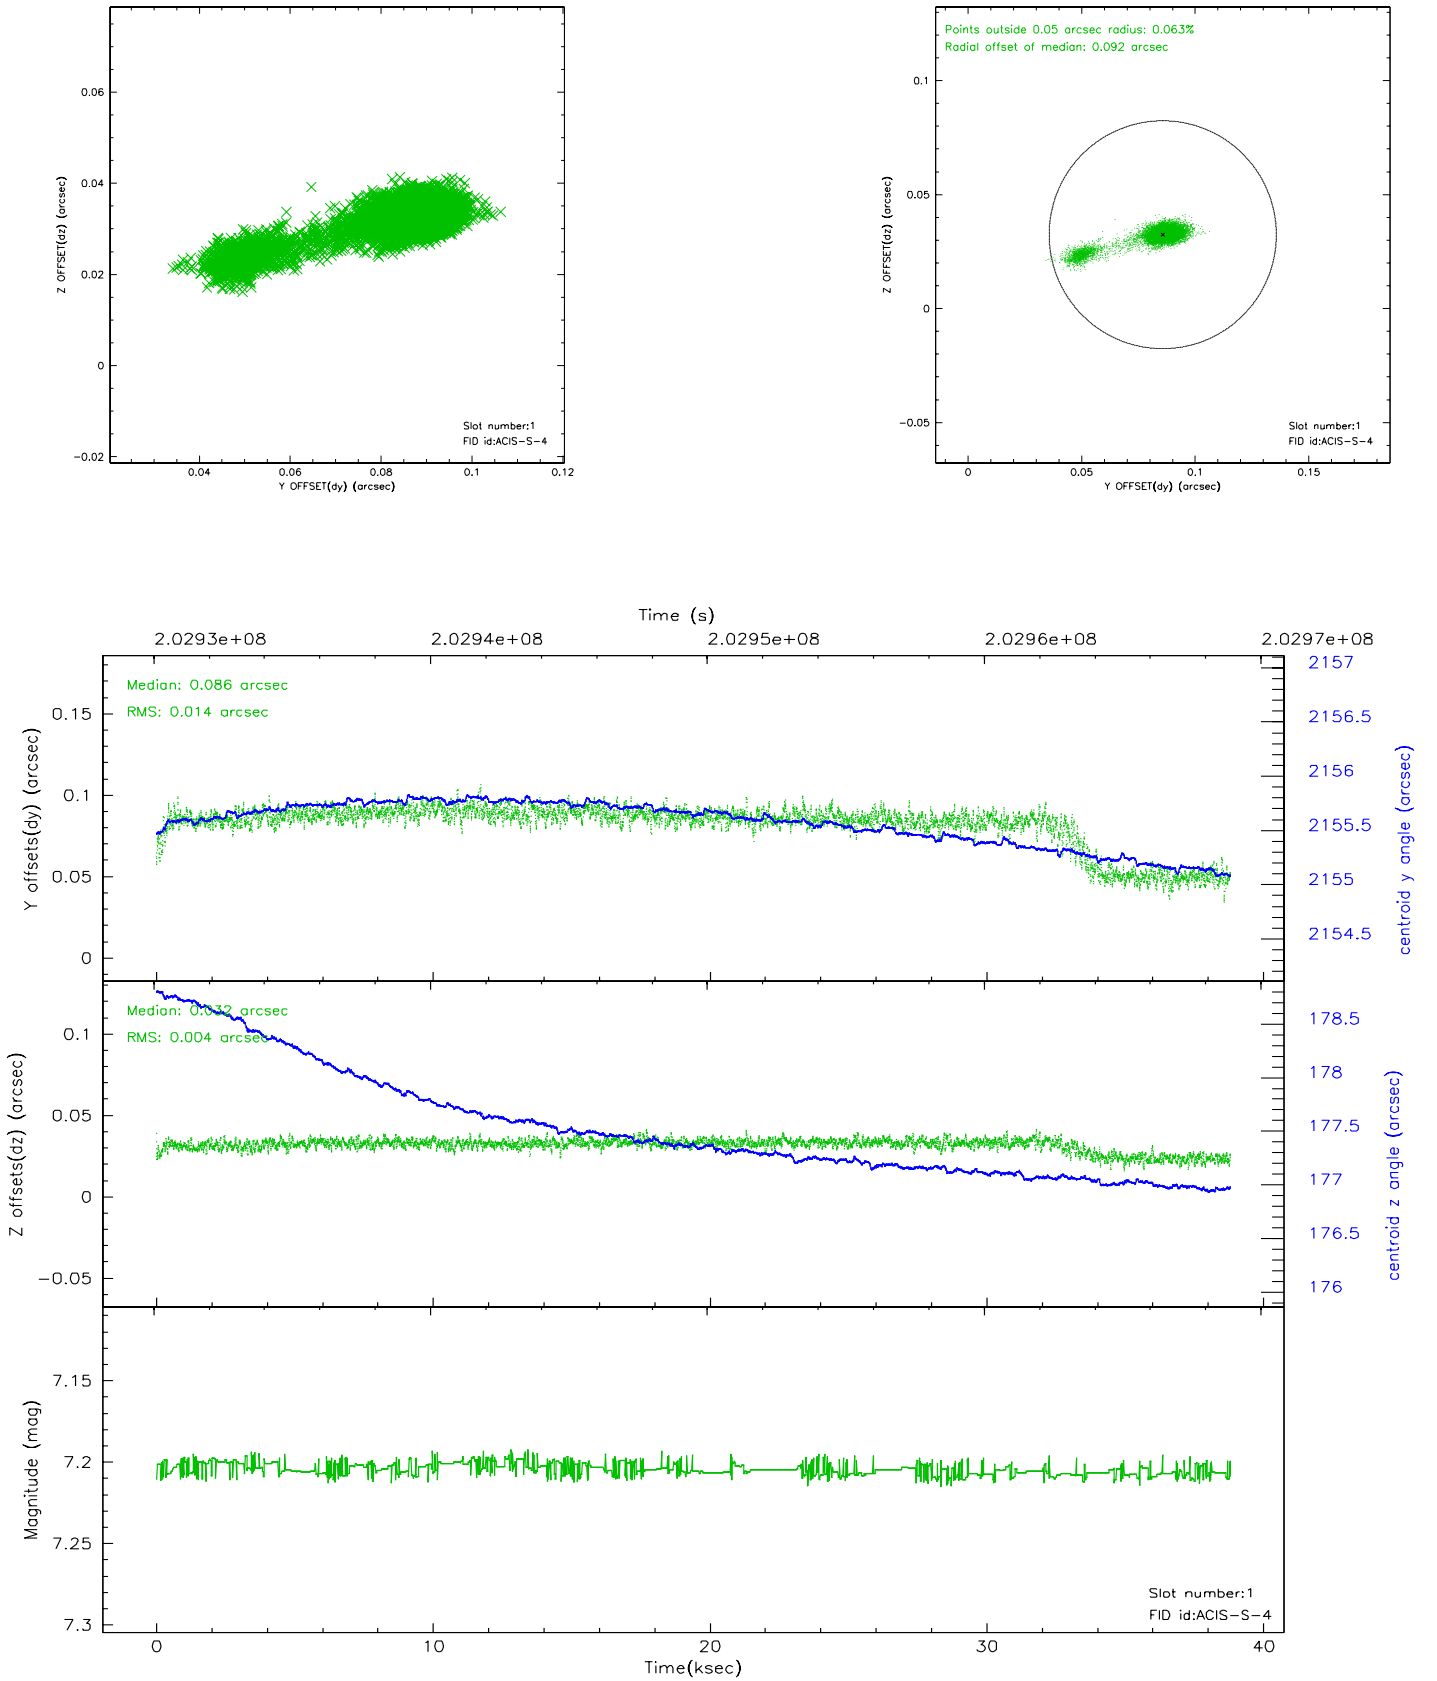 0.06
0.04
0.02
0
−0.02
Z OFFSET(dz) (arcsec)
Slot number:1
FID id:ACIS−S−4
0.04 0.06 0.08 0.1 0.12
Y OFFSET(dy) (arcsec)
Points outside 0.05 arcsec radius: 0.063%
Radial offset of median: 0.092 arcsec
0.1
0.05
0
−0.05
Z OFFSET(dz) (arcsec)
Slot number:1
FID id:ACIS−S−4
0 0.05 0.1 0.15
Y OFFSET(dy) (arcsec)
Time (s)
2.0293e+08 2.0294e+08 2.0295e+08 2.0296e+08 2.0297e+08
Median: 0.086 arcsec
RMS: 0.014 arcsec
0.15
0.1
0.05
0
Y offsets(dy) (arcsec)
2157
2156.5
2156
2155.5
2155
2154.5
centroid y angle (arcsec)
Median: 0.032 arcsec
RMS: 0.004 arcsec
0.1
0.05
0
−0.05
Z offsets(dz) (arcsec)
178.5
178
177.5
177
176.5
176
centroid z angle (arcsec)
7.15
7.2
7.25
7.3
Magnitude (mag)
Slot number:1
FID id:ACIS−S−4
0 10 20 30 40
Time(ksec)